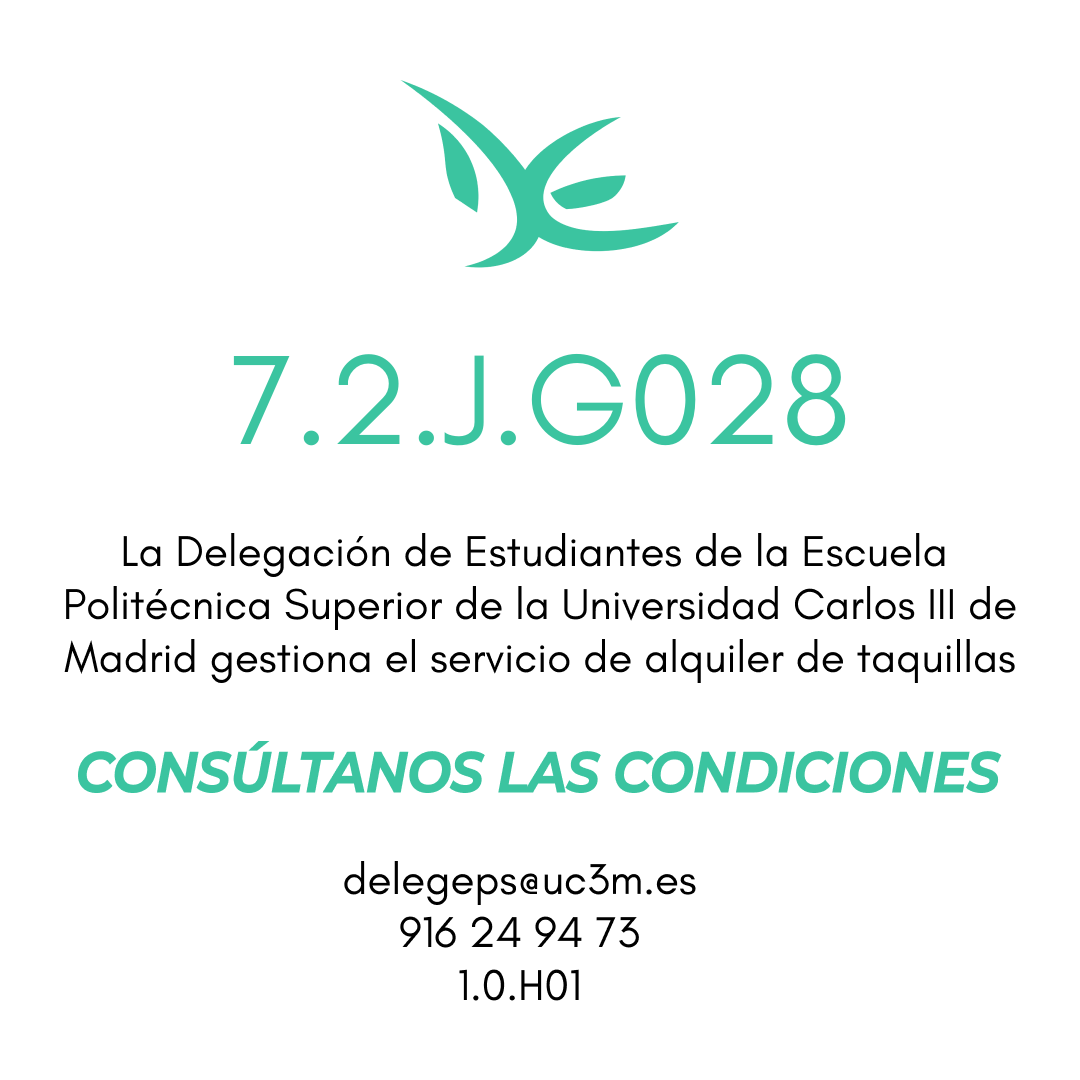 7.2.J.G028
La Delegación de Estudiantes de la Escuela
Politécnica Superior de la Universidad Carlos III de
Madrid gestiona el servicio de alquiler de taquillas
CONSÚLTANOS LAS CONDICIONES
delegeps@uc3m.es
916 24 94 73
1.0.H01